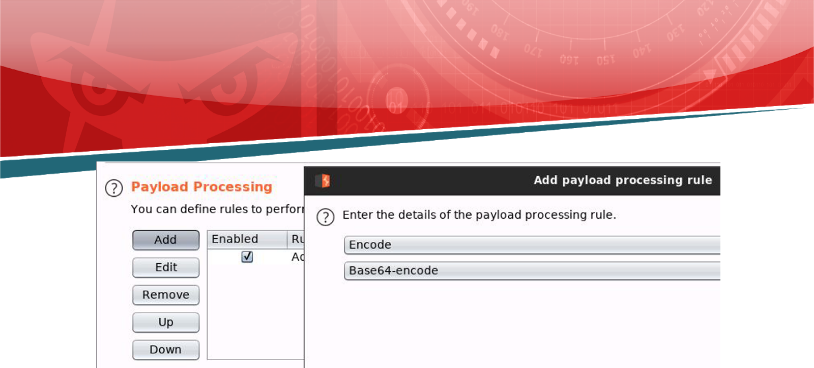 Payload Processing
You can define rules to perfor
Add
Enabled
Ru
Edit
Remove
Up
Down
Add payload processing rule
Enter the details of the payload processing rule.
Encode
Base64-encode